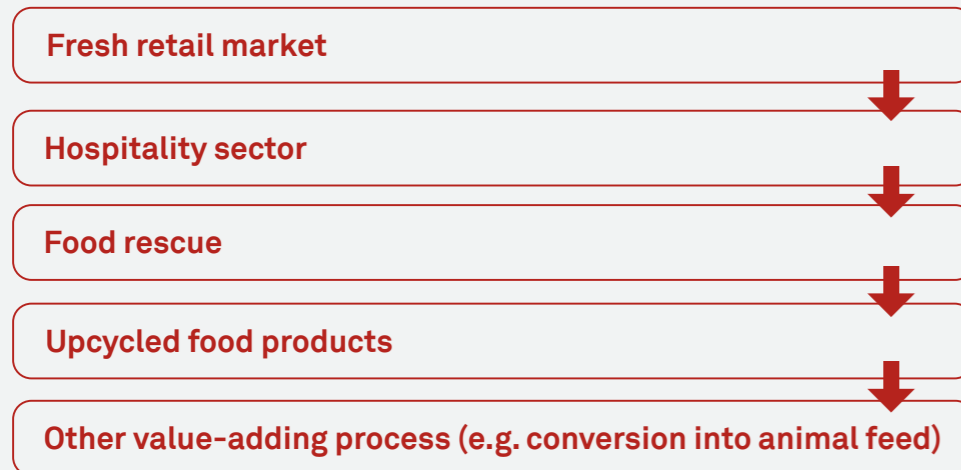 Fresh retail market
Hospitality sector
Food rescue
Upcycled food products
Other value-adding process (e.g. conversion into animal feed)